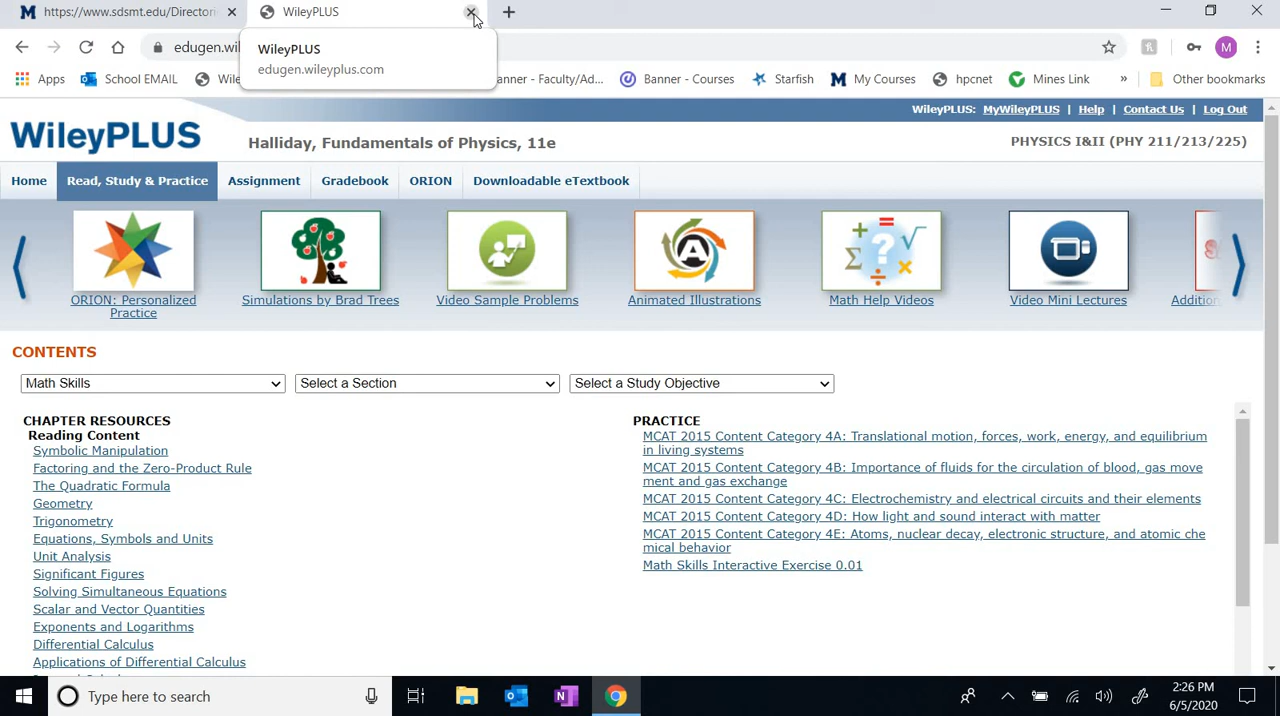 https://www.sdsmt.edu/Director
WileyPLUS
edugen.wil
WileyPLUS
edugen.wileyplus.com
M
Apps
School EMAIL
Wile
anner - Faculty/Ad...
Banner - Courses
Starfish
My Courses
hpcnet
Mines Link
»
Other bookmarks
WileyPLUS: MyWileyPLUS | Help | Contact Us | Log Out
WileyPLUS
Halliday, Fundamentals of Physics, 11e
PHYSICS I&II (PHY 211/213/225)
Home
Read, Study & Practice
Assignment
Gradebook
ORION
Downloadable eTextbook
ORION: Personalized
Practice
Simulations by Brad Trees
Video Sample Problems
Animated Illustrations
Math Help Videos
Video Mini Lectures
Addition
CONTENTS
Math Skills
Select a Section
Select a Study Objective
CHAPTER RESOURCES
Reading Content
Symbolic Manipulation
Factoring and the Zero-Product Rule
The Quadratic Formula
Geometry
Trigonometry
Equations, Symbols and Units
Unit Analysis
Significant Figures
Solving Simultaneous Equations
Scalar and Vector Quantities
Exponents and Logarithms
Differential Calculus
Applications of Differential Calculus
PRACTICE
MCAT 2015 Content Category 4A: Translational motion, forces, work, energy, and equilibrium
in living systems
MCAT 2015 Content Category 4B: Importance of fluids for the circulation of blood, gas move
ment and gas exchange
MCAT 2015 Content Category 4C: Electrochemistry and electrical circuits and their elements
MCAT 2015 Content Category 4D: How light and sound interact with matter
MCAT 2015 Content Category 4E: Atoms, nuclear decay, electronic structure, and atomic che
mical behavior
Math Skills Interactive Exercise 0.01
Type here to search
2:26 PM
6/5/2020